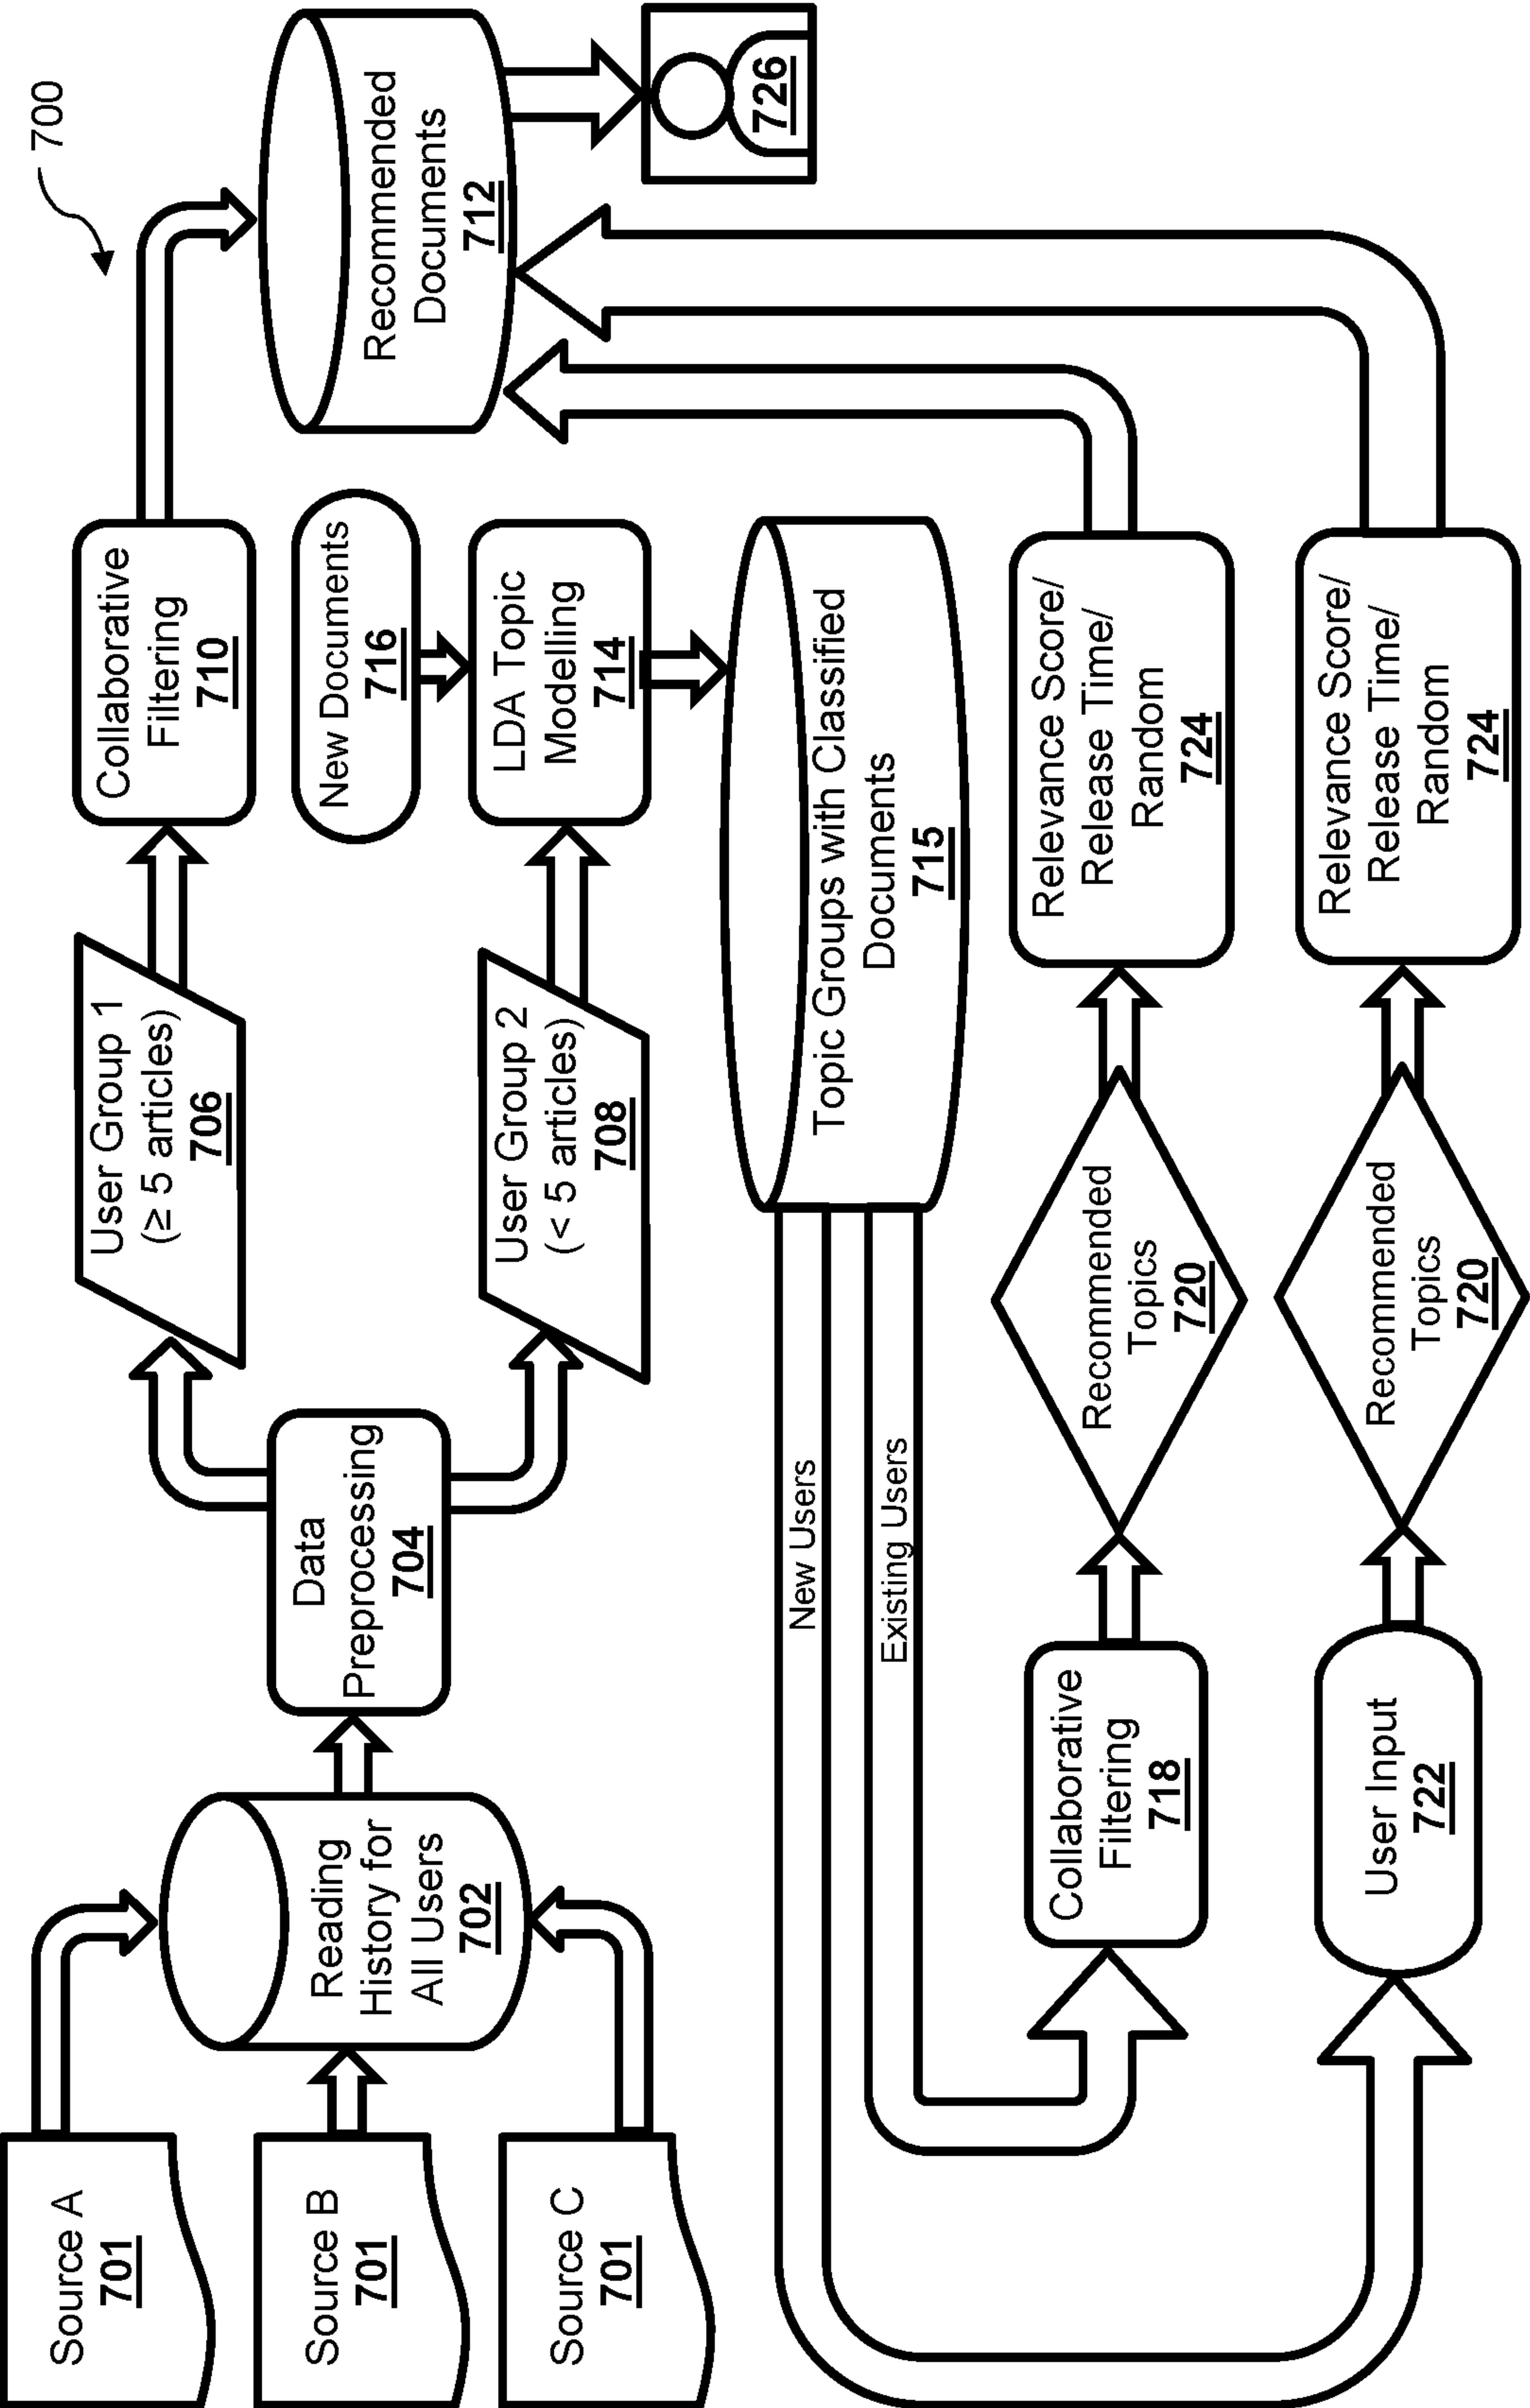 700
Source A
701
Source B
701
Source C
701
Reading
History for
All Users
702
Data
Preprocessing
704
User Group 1
(≥ 5 articles)
706
User Group 2
(< 5 articles)
708
Collaborative
Filtering
710
New Documents
716
LDA Topic
Modelling
714
Recommended
Documents
712
726
Topic Groups with Classified
Documents
715
New Users
Existing Users
Collaborative
Filtering
718
Recommended
Topics
720
Relevance Score/
Release Time/
Random
724
User Input
722
Recommended
Topics
720
Relevance Score/
Release Time/
Random
724